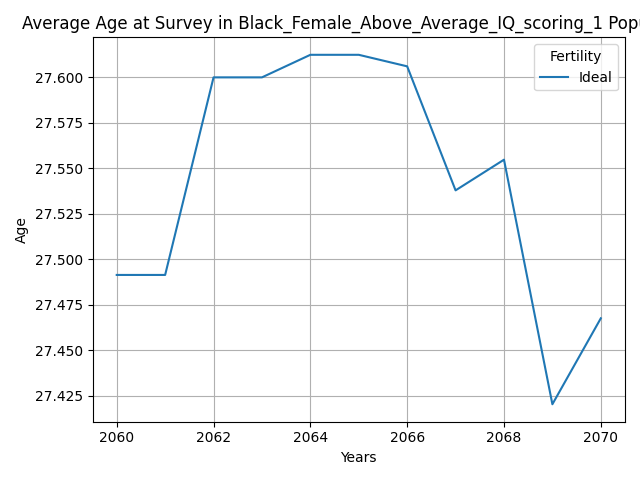 Average Age at Survey in Black_Female_Above_Average_IQ_scoring_1 Popu
Fertility
Ideal
27.600
27.575
27.550
27.525
27.500
27.475
27.450
27.425
Age
2060 2062 2064 2066 2068 2070
Years